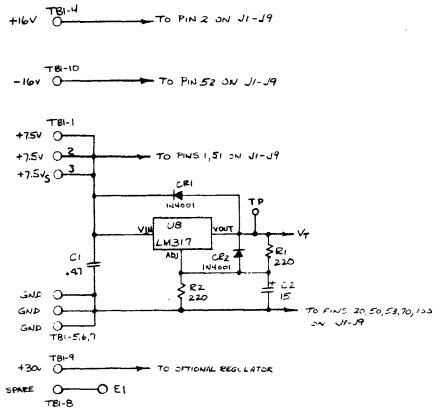 TB1-4
+16V TO PIN 2 ON J1-J9
TB1-10
-16V TO PIN 52 ON J1-J9
TB1-1
+7.5V
+7.5V 2 TO PINS 1,51 ON J1-J9
+7.5VS 3
CR1
1N4001
TP
VIN U8 VOUT VT
LM317
ADJ
CR2
1N4001
R1
220
C1
.47
R2
220
+ C2
15
GND
GND TO PINS 20,50,53,70,100
ON J1-J9
GND
TB1-5,6,7
TB1-9
+30V TO OPTIONAL REGULATOR
SPARE E1
TB1-8